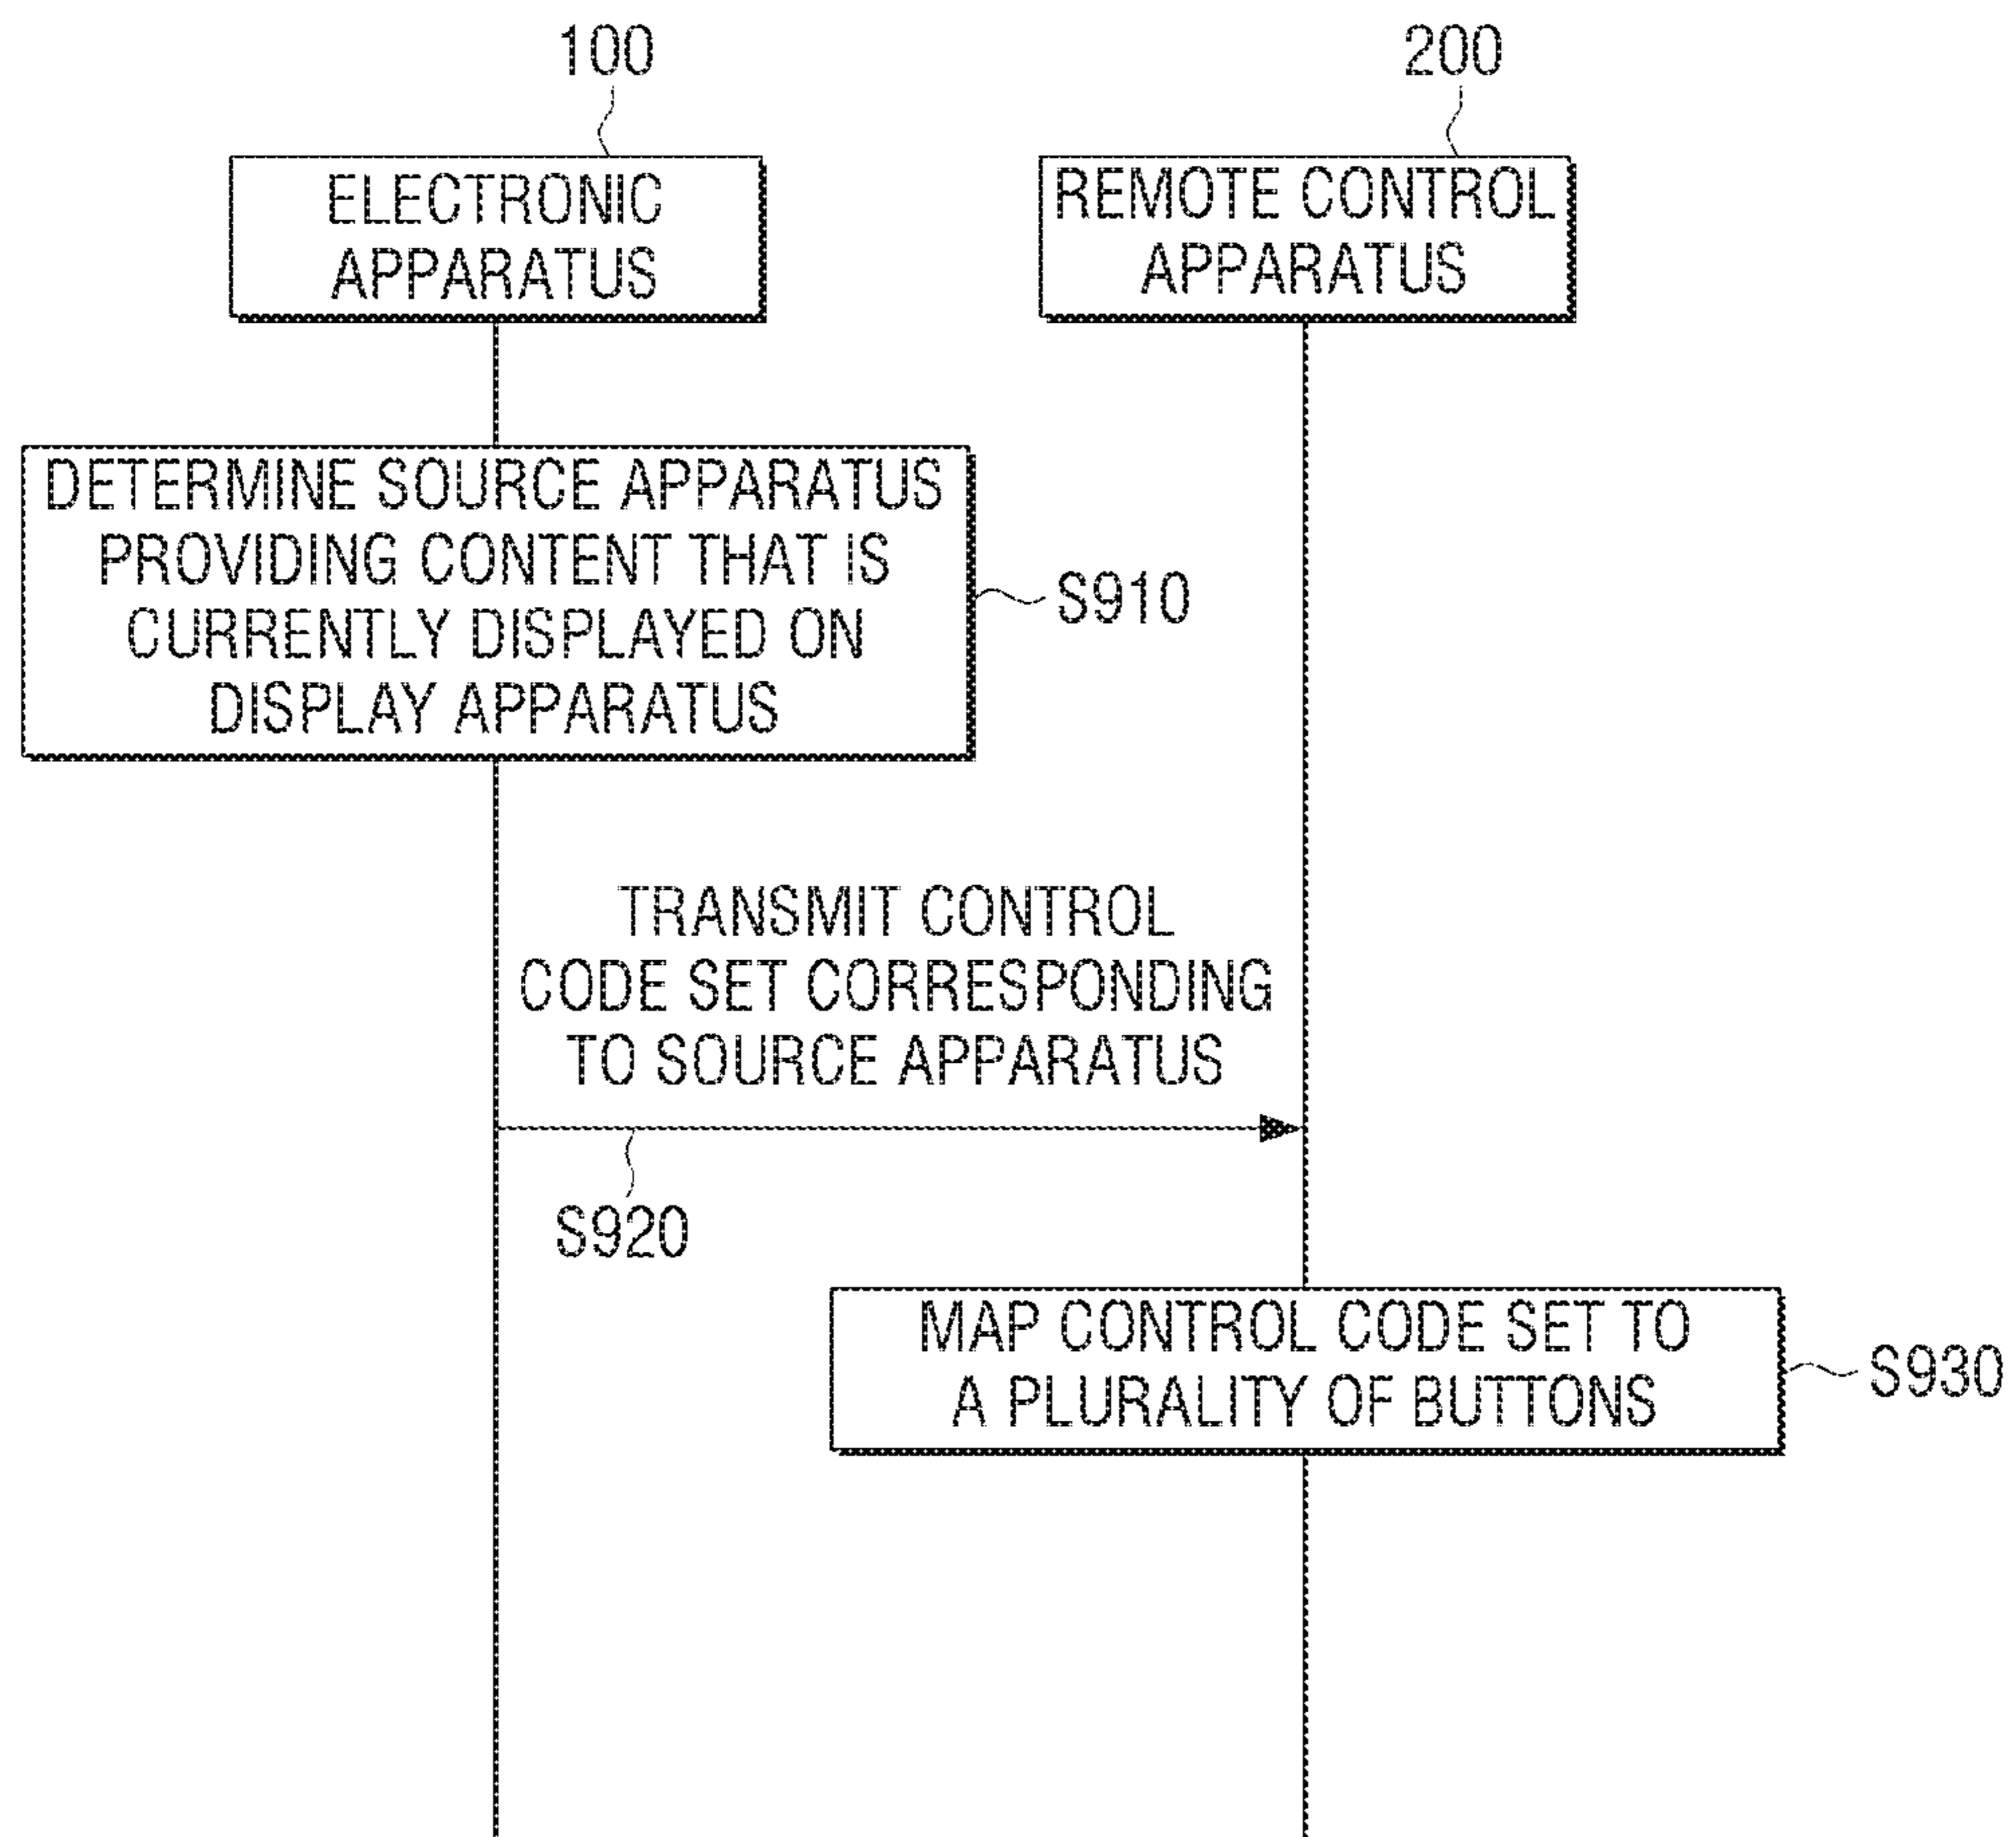 100
200
ELECTRONIC
APPARATUS
REMOTE CONTROL
APPARATUS
DETERMINE SOURCE APPARATUS
PROVIDING CONTENT THAT IS
CURRENTLY DISPLAYED ON
DISPLAY APPARATUS
S910
TRANSMIT CONTROL
CODE SET CORRESPONDING
TO SOURCE APPARATUS
S920
MAP CONTROL CODE SET TO
A PLURALITY OF BUTTONS
S930